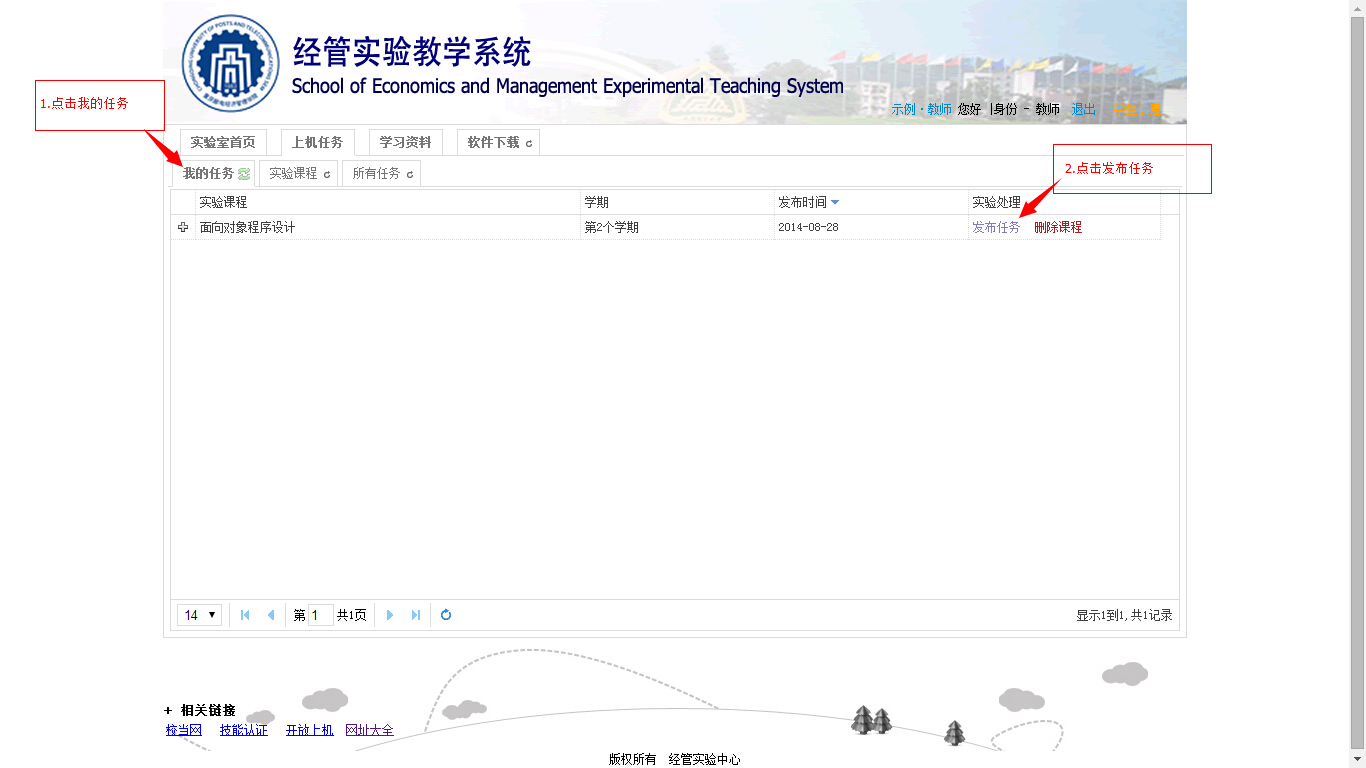 经管实验教学系统
School of Economics and Management Experimental Teaching System
1.点击我的任务
示例·教师 您好 |身份 - 教师 退出
实验室首页 上机任务 学习资料 软件下载
2.点击发布任务
我的任务 实验课程 所有任务
实验课程 学期 发布时间 实验处理
面向对象程序设计 第2个学期 2014-08-28 发布任务 删除课程
14 第 1 共1页 显示1到1,共1记录
+ 相关链接
检当网 技能认证 开放上机 网址大全
版权所有 经管实验中心